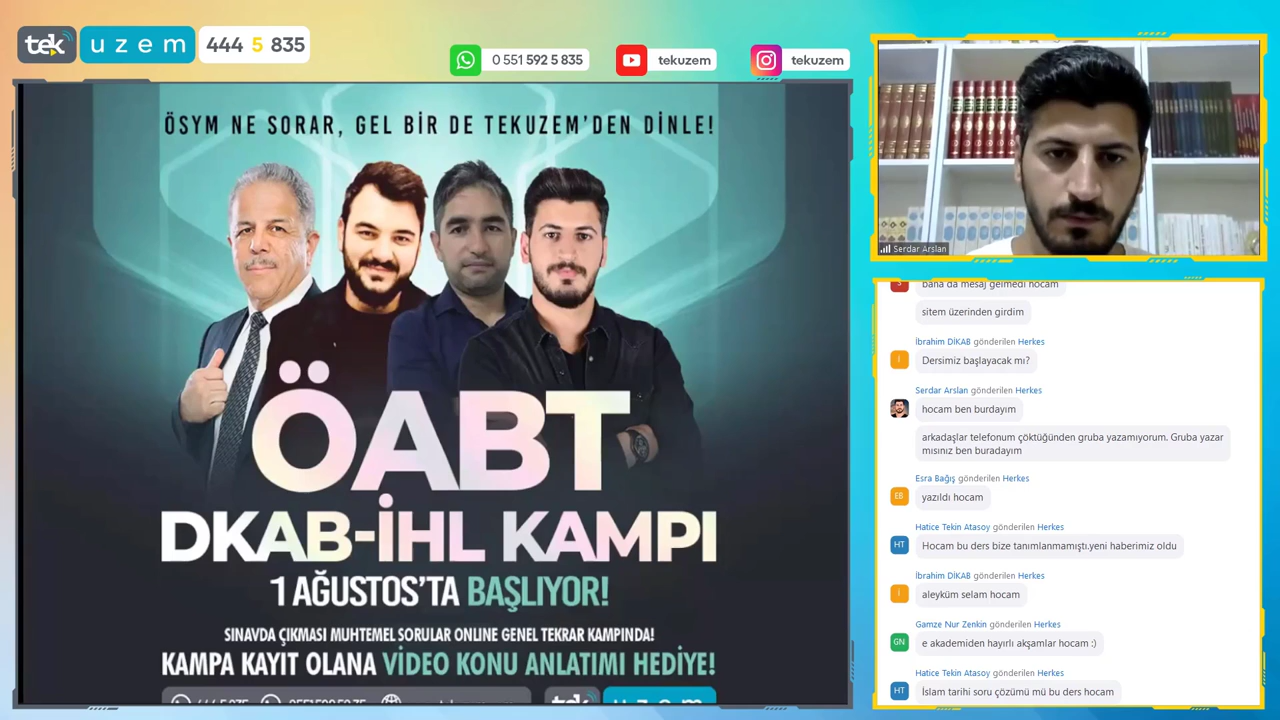 tek uzem 444 5 835
0 551 592 5 835
tekuzem
tekuzem
ÖSYM NE SORAR, GEL BİR DE TEKUZEM'DEN DİNLE!
ÖABT
DKAB-İHL KAMPI
1 AĞUSTOS'TA BAŞLIYOR!
SINAVDA ÇIKMASI MUHTEMEL SORULAR ONLINE GENEL TEKRAR KAMPINDA!
KAMPA KAYIT OLANA VİDEO KONU ANLATIMI HEDİYE!
tek uzem
Serdar Arslan
S
bana da mesaj gelmedi hocam
sitem üzerinden girdim
İbrahim DİKAB gönderilen Herkes
İ
Dersimiz başlayacak mı?
Serdar Arslan gönderilen Herkes
hocam ben burdayım
arkadaşlar telefonum çöktüğünden gruba yazamıyorum. Gruba yazar
mısınız ben buradayım
Esra Bağış gönderilen Herkes
EB
yazıldı hocam
Hatice Tekin Atasoy gönderilen Herkes
HT
Hocam bu ders bize tanımlanmamıştı.yeni haberimiz oldu
İbrahim DİKAB gönderilen Herkes
İ
aleyküm selam hocam
Gamze Nur Zenkin gönderilen Herkes
GN
e akademiden hayırlı akşamlar hocam :)
Hatice Tekin Atasoy gönderilen Herkes
HT
İslam tarihi soru çözümü mü bu ders hocam